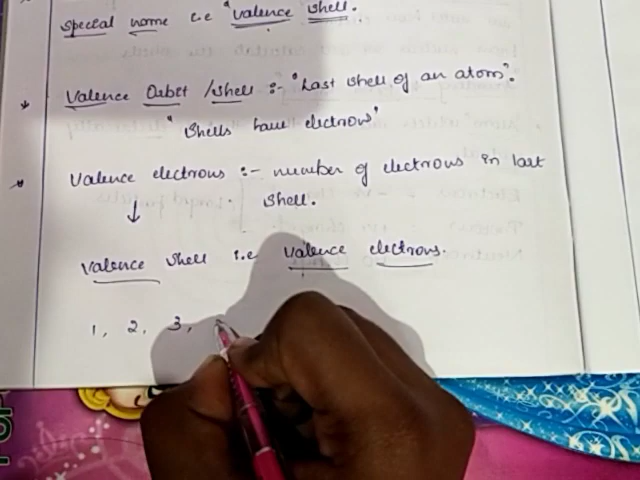 special name i.e "valence shell".
Valence Orbit /shell :- "Last shell of an atom".
"shells have electrons"
Valence electrons :- number of electrons in last
shell.
Valence shell i.e valence electrons.
1, 2, 3,